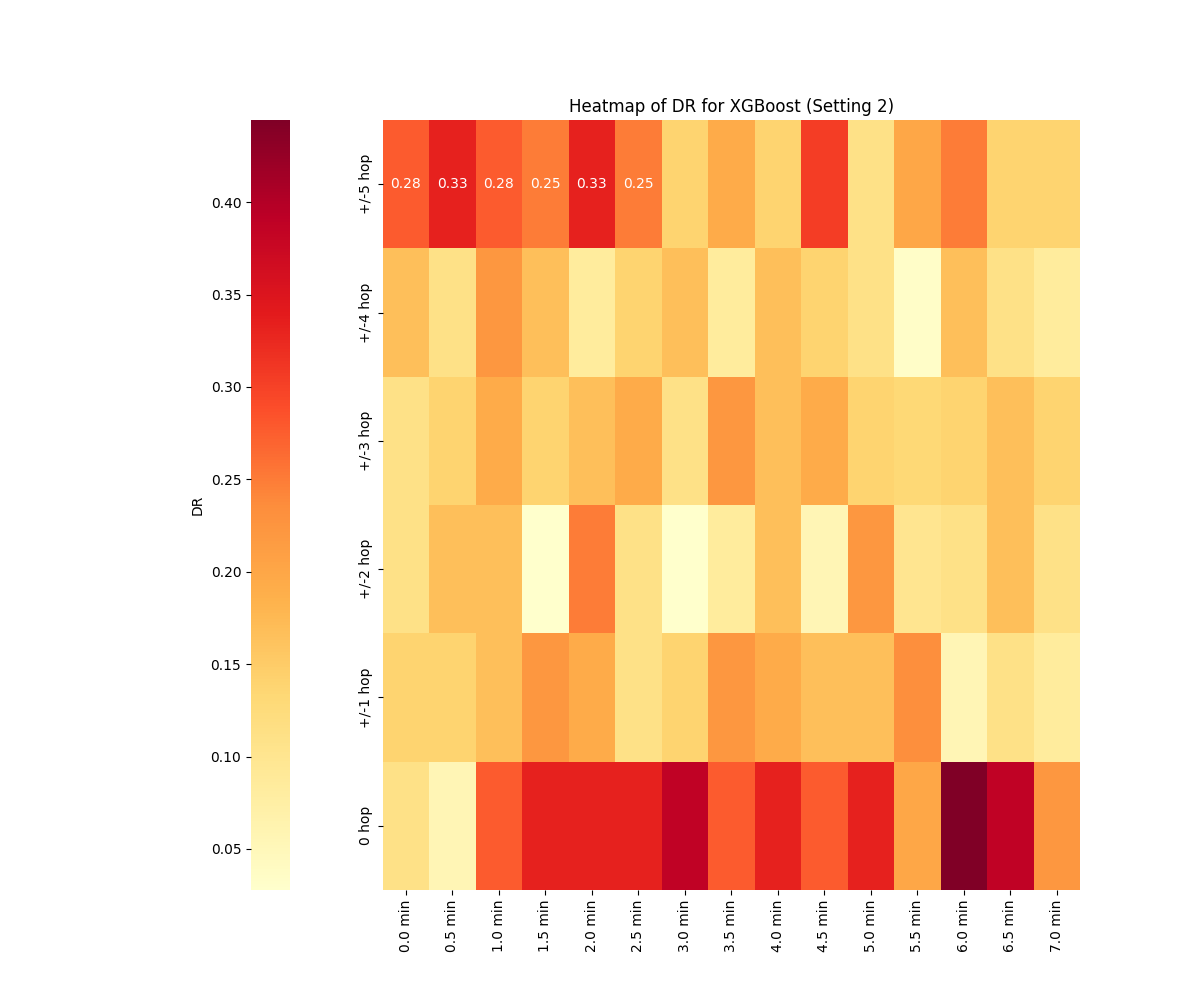 Heatmap of DR for XGBoost (Setting 2)
DR
0.40
0.35
0.30
0.25
0.20
0.15
0.10
0.05
+/-5 hop
0.28 0.33 0.28 0.25 0.33 0.25
+/-4 hop
+/-3 hop
+/-2 hop
+/-1 hop
0 hop
0.0 min 0.5 min 1.0 min 1.5 min 2.0 min 2.5 min 3.0 min 3.5 min 4.0 min 4.5 min 5.0 min 5.5 min 6.0 min 6.5 min 7.0 min